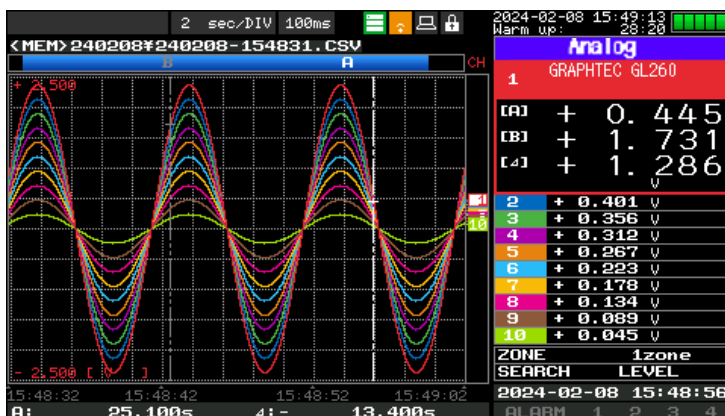 2 sec/DIV 100ms
2024-02-08 15:49:13
Warm up: 28:20
<MEM>240208¥240208-154831.CSV
Analog
B A CH
1 GRAPHTEC GL260
+ 2.500
[A] + 0.445
[B] + 1.731
[⊿] + 1.286
V
2 + 0.401 V
3 + 0.356 V
4 + 0.312 V
5 + 0.267 V
6 + 0.223 V
7 + 0.178 V
8 + 0.134 V
9 + 0.089 V
10 + 0.045 V
10
- 2.500 [ V ]
ZONE 1zone
SEARCH LEVEL
15:48:32 15:48:42 15:48:52 15:49:02
2024-02-08 15:48:56
A: 25.100s ⊿:- 13.400s
ALARM 1 2 3 4